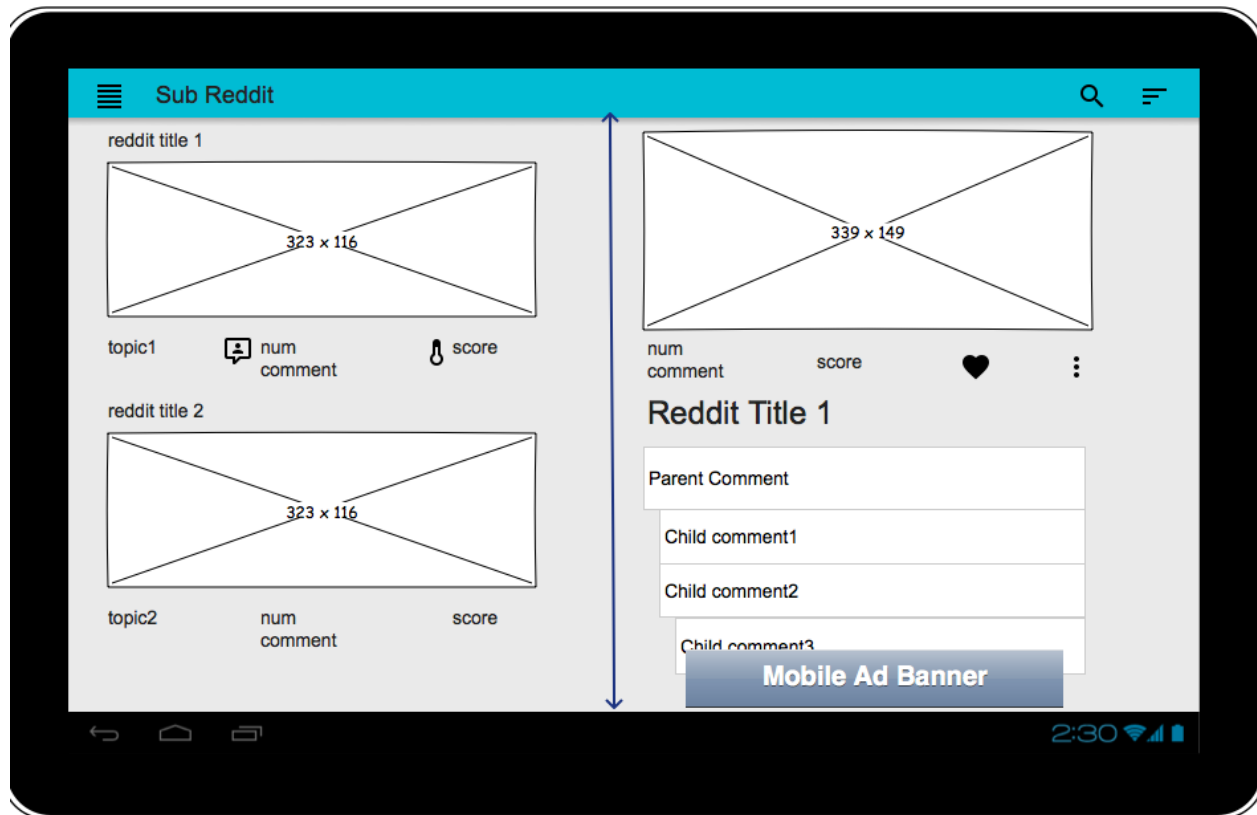 Sub Reddit
reddit title 1
323 x 116
topic1
num
comment
score
reddit title 2
323 x 116
topic2
num
comment
score
339 x 149
num
comment
score
Reddit Title 1
Parent Comment
Child comment1
Child comment2
Child comment3
Mobile Ad Banner
2:30